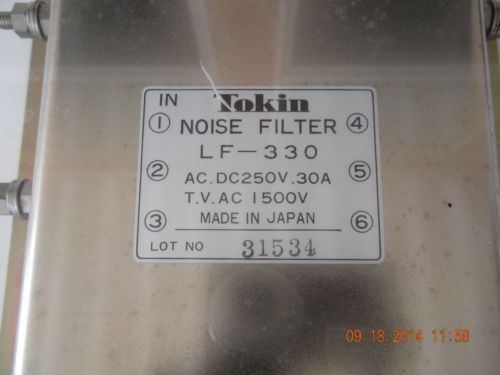 IN Tokin
① NOISE FILTER ④
LF-330
② AC.DC250V.30A ⑤
T.V. AC 1500V
③ MADE IN JAPAN ⑥
LOT NO 31534
09-18-2014 11:58